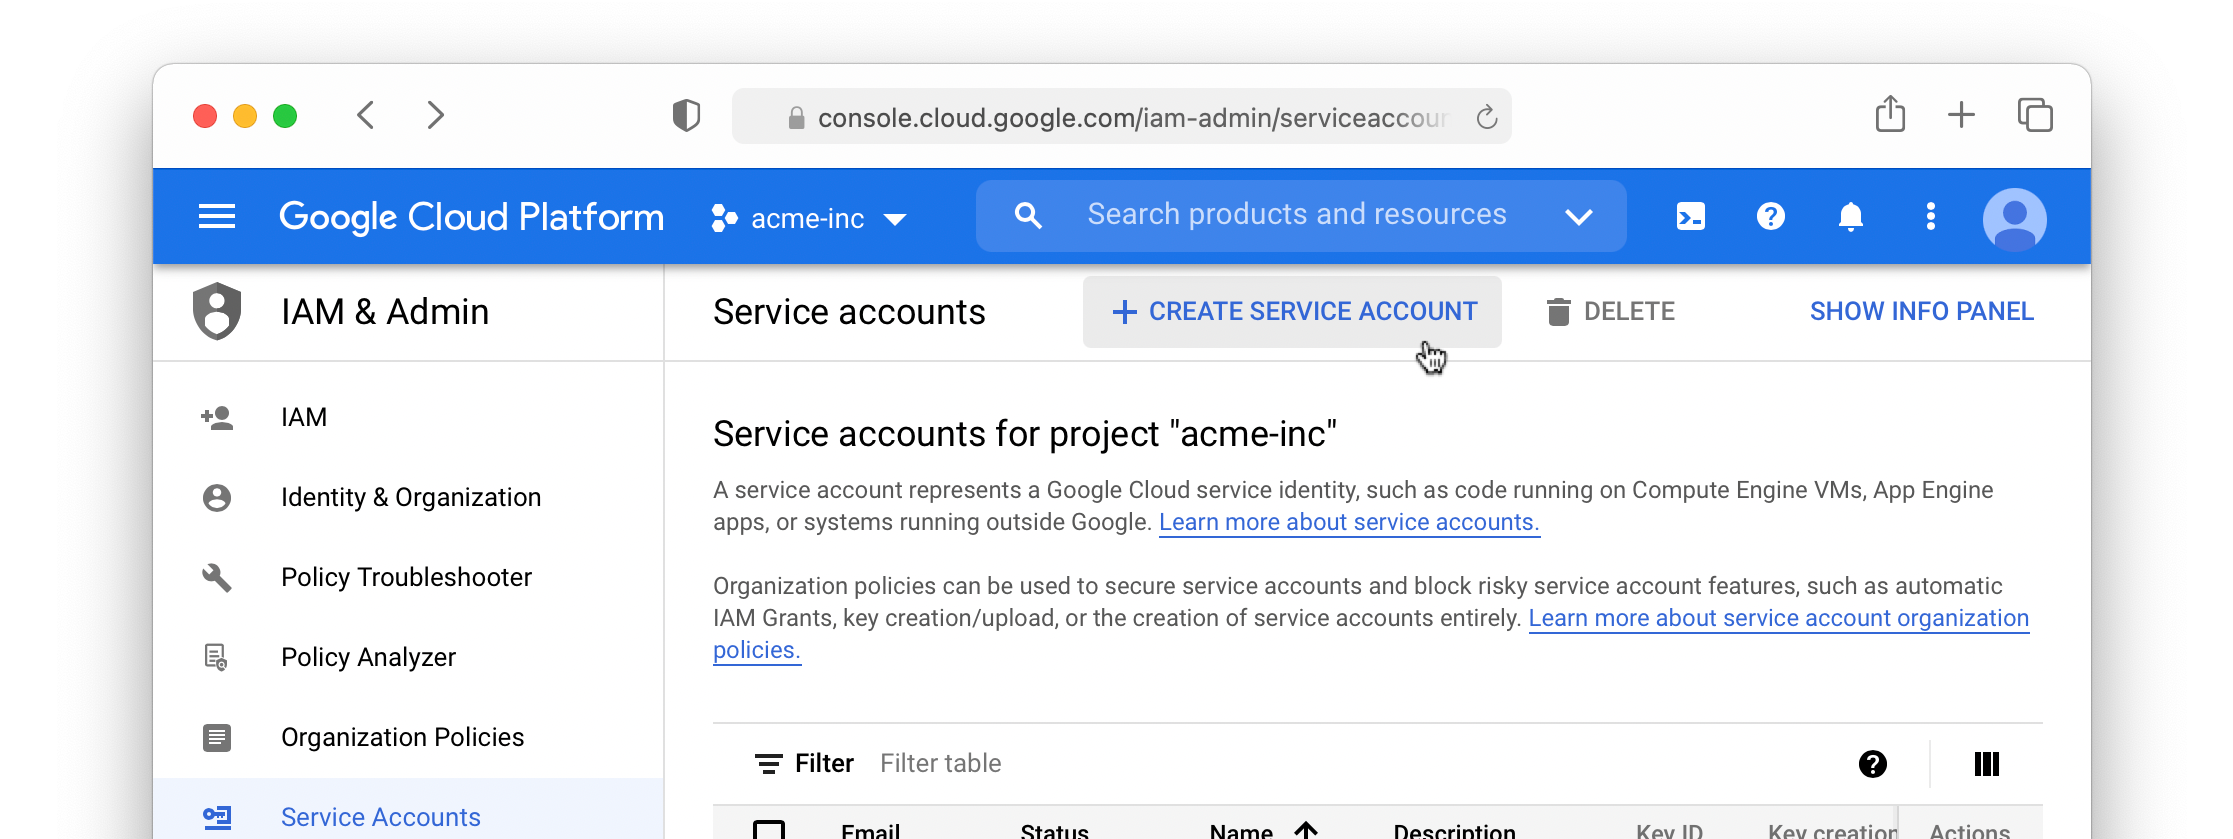 console.cloud.google.com/iam-admin/serviceaccoun
Google Cloud Platform
acme-inc
Search products and resources
IAM & Admin
Service accounts
CREATE SERVICE ACCOUNT
DELETE
SHOW INFO PANEL
IAM
Identity & Organization
Policy Troubleshooter
Policy Analyzer
Organization Policies
Service Accounts
Service accounts for project "acme-inc"
A service account represents a Google Cloud service identity, such as code running on Compute Engine VMs, App Engine
apps, or systems running outside Google. Learn more about service accounts.
Organization policies can be used to secure service accounts and block risky service account features, such as automatic
IAM Grants, key creation/upload, or the creation of service accounts entirely. Learn more about service account organization
policies.
Filter Filter table
Email Status Name Description Key ID Key creation Actions